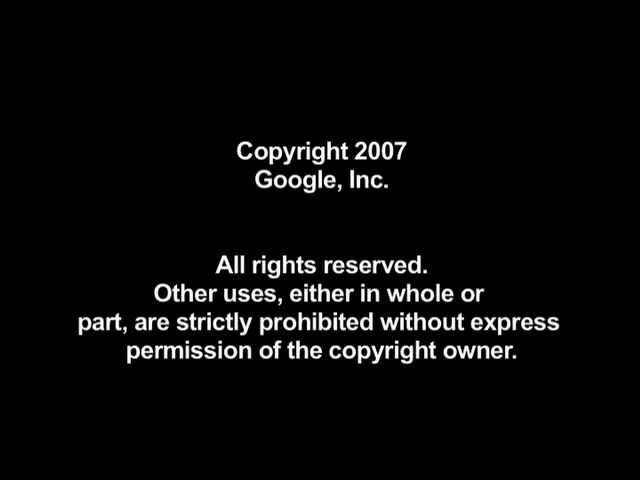 Copyright 2007
Google, Inc.
All rights reserved.
Other uses, either in whole or
part, are strictly prohibited without express
permission of the copyright owner.